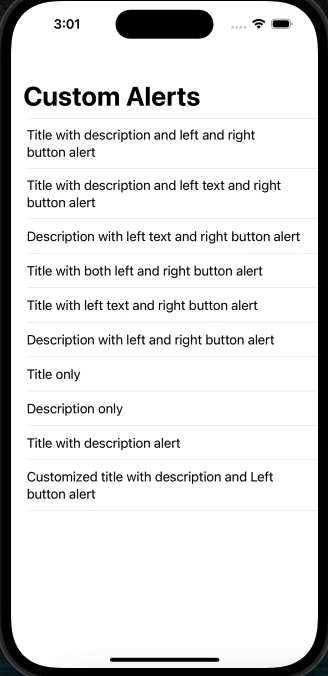 3:01
Custom Alerts
Title with description and left and right
button alert
Title with description and left text and right
button alert
Description with left text and right button alert
Title with both left and right button alert
Title with left text and right button alert
Description with left and right button alert
Title only
Description only
Title with description alert
Customized title with description and Left
button alert